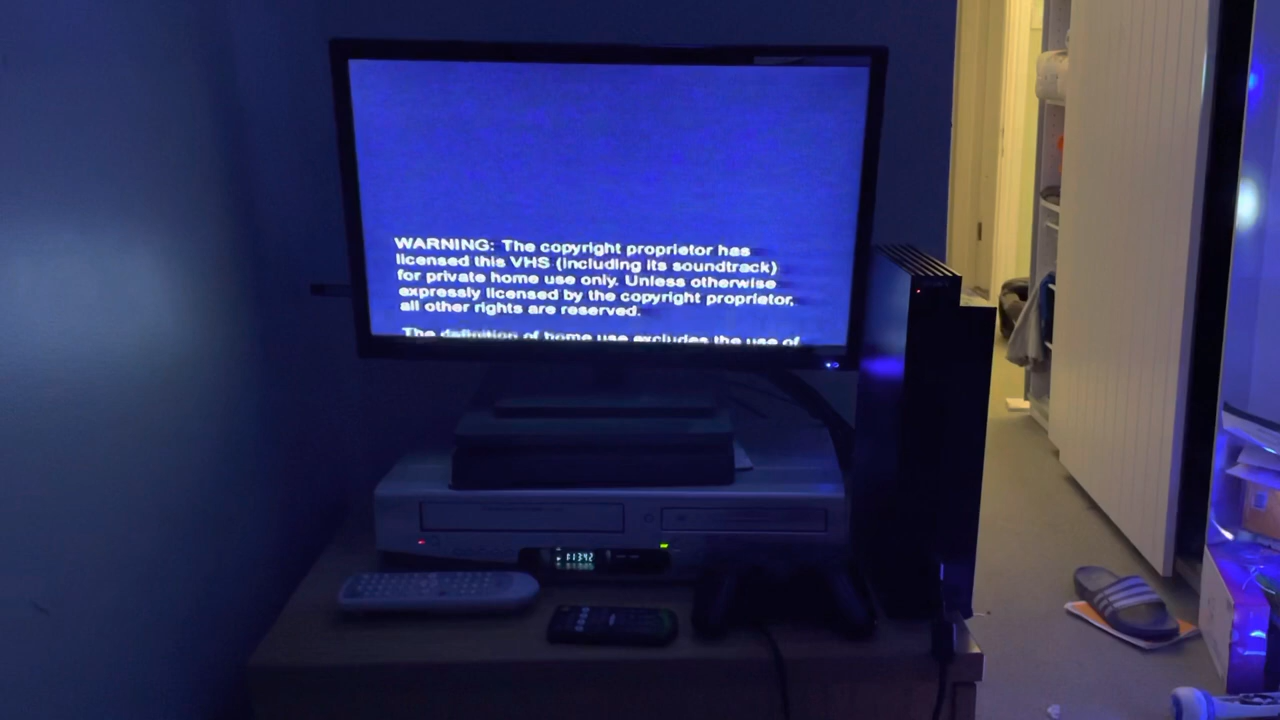 WARNING: The copyright proprietor has
licensed this VHS (including its soundtrack)
for private home use only. Unless otherwise
expressly licensed by the copyright proprietor,
all other rights are reserved.
The definition of home use excludes the use of